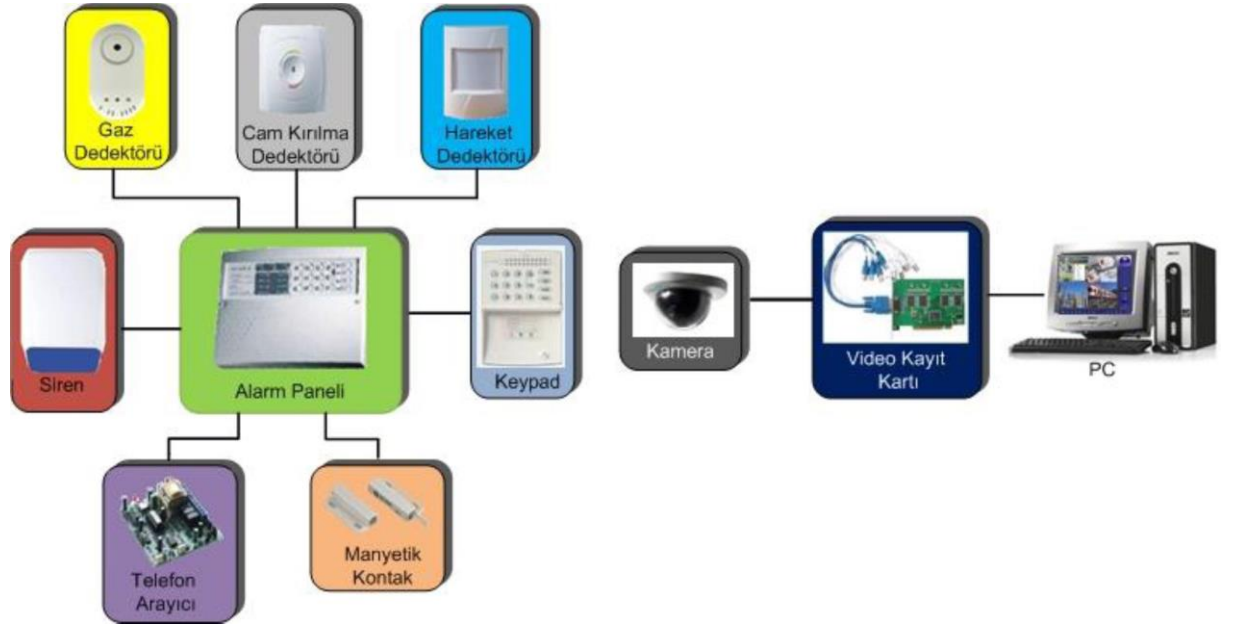 Gaz
Dedektörü
Cam Kırılma
Dedektörü
Hareket
Dedektörü
Siren
Alarm Paneli
Keypad
Kamera
Video Kayıt
Kartı
PC
Telefon
Arayıcı
Manyetik
Kontak